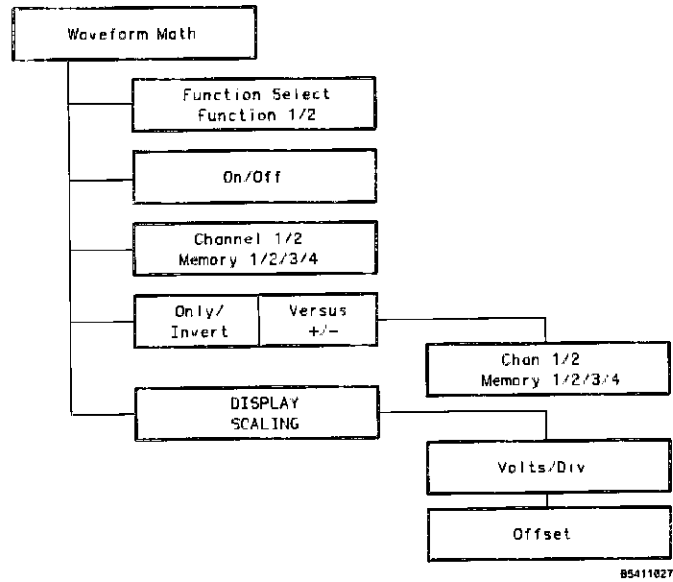 Waveform Math
Function Select
Function 1/2
On/Off
Channel 1/2
Memory 1/2/3/4
Only/
Invert
Versus
+/-
Chan 1/2
Memory 1/2/3/4
DISPLAY
SCALING
Volts/Div
Offset
B5411027